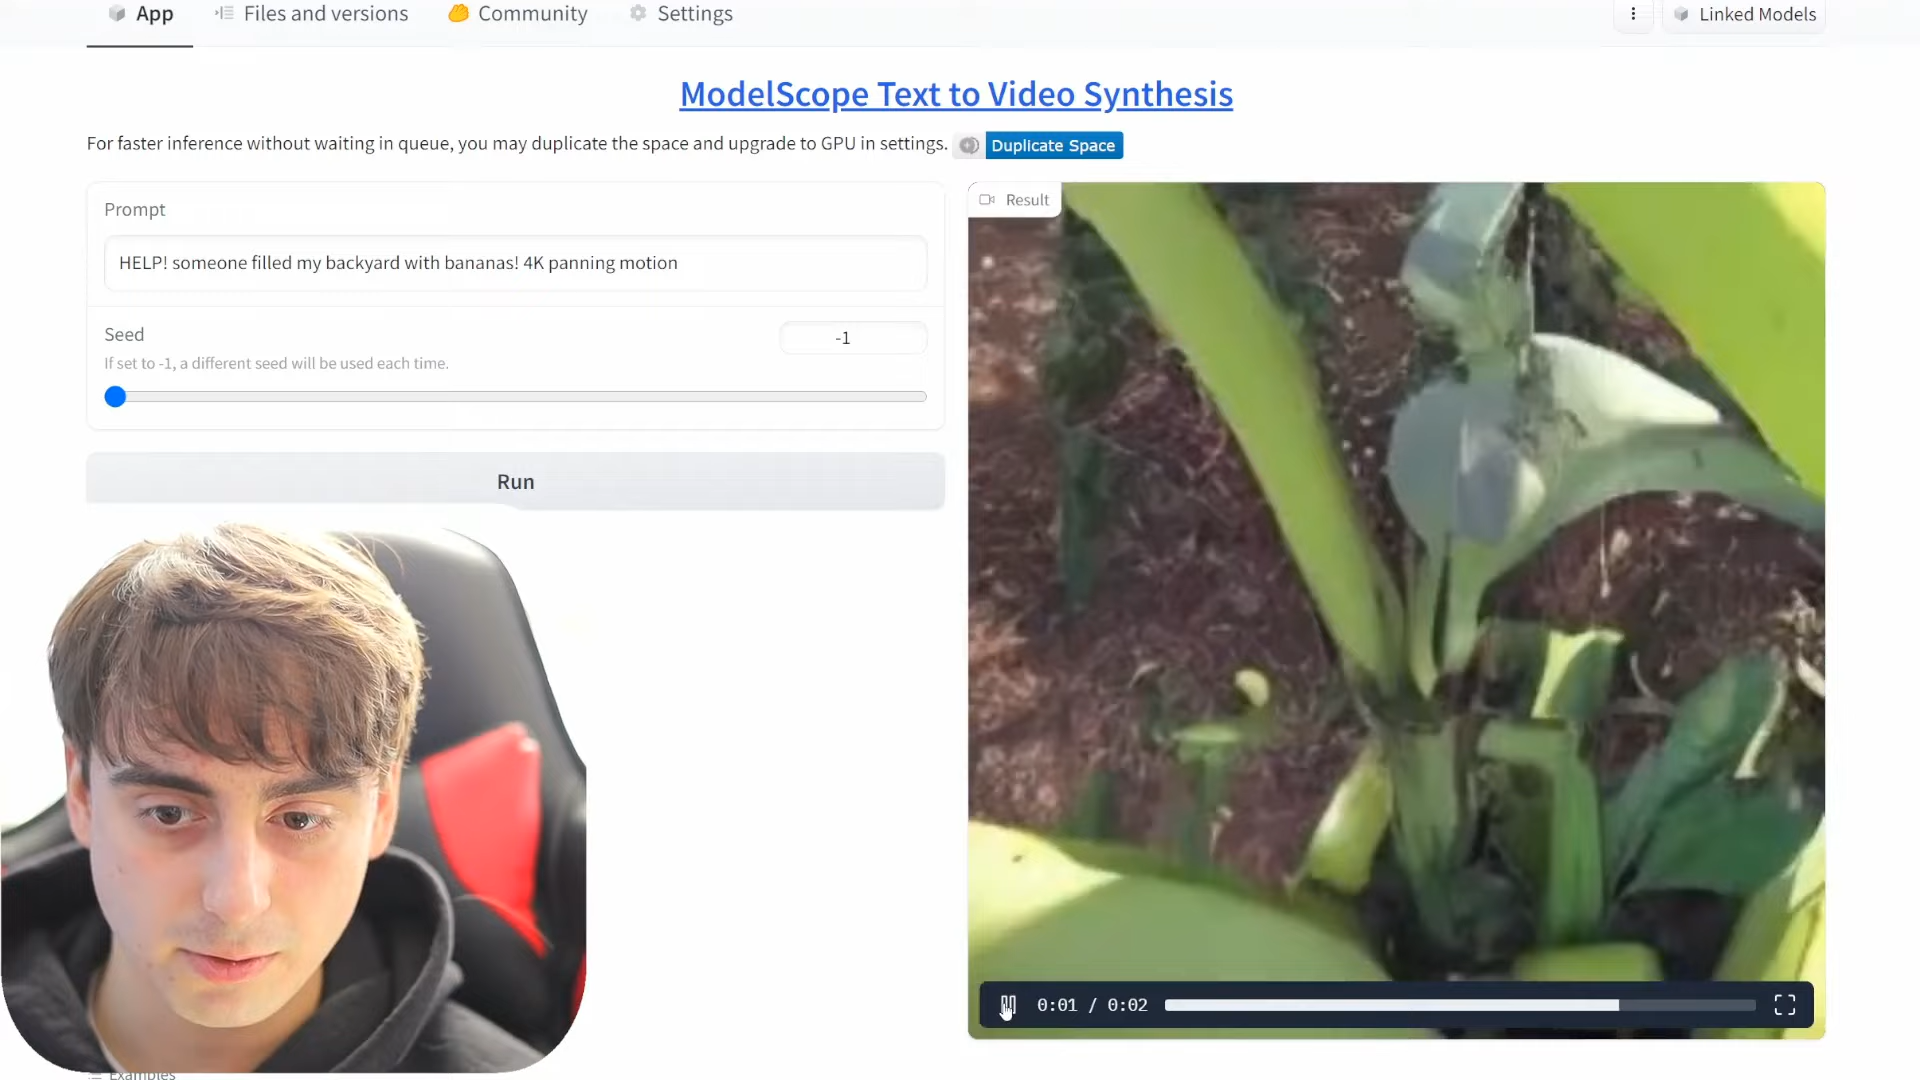 App
Files and versions
Community
Settings
Linked Models
ModelScope Text to Video Synthesis
For faster inference without waiting in queue, you may duplicate the space and upgrade to GPU in settings.
Duplicate Space
Prompt
HELP! someone filled my backyard with bananas! 4K panning motion
Seed
-1
If set to -1, a different seed will be used each time.
Run
Result
0:01 / 0:02
Examples